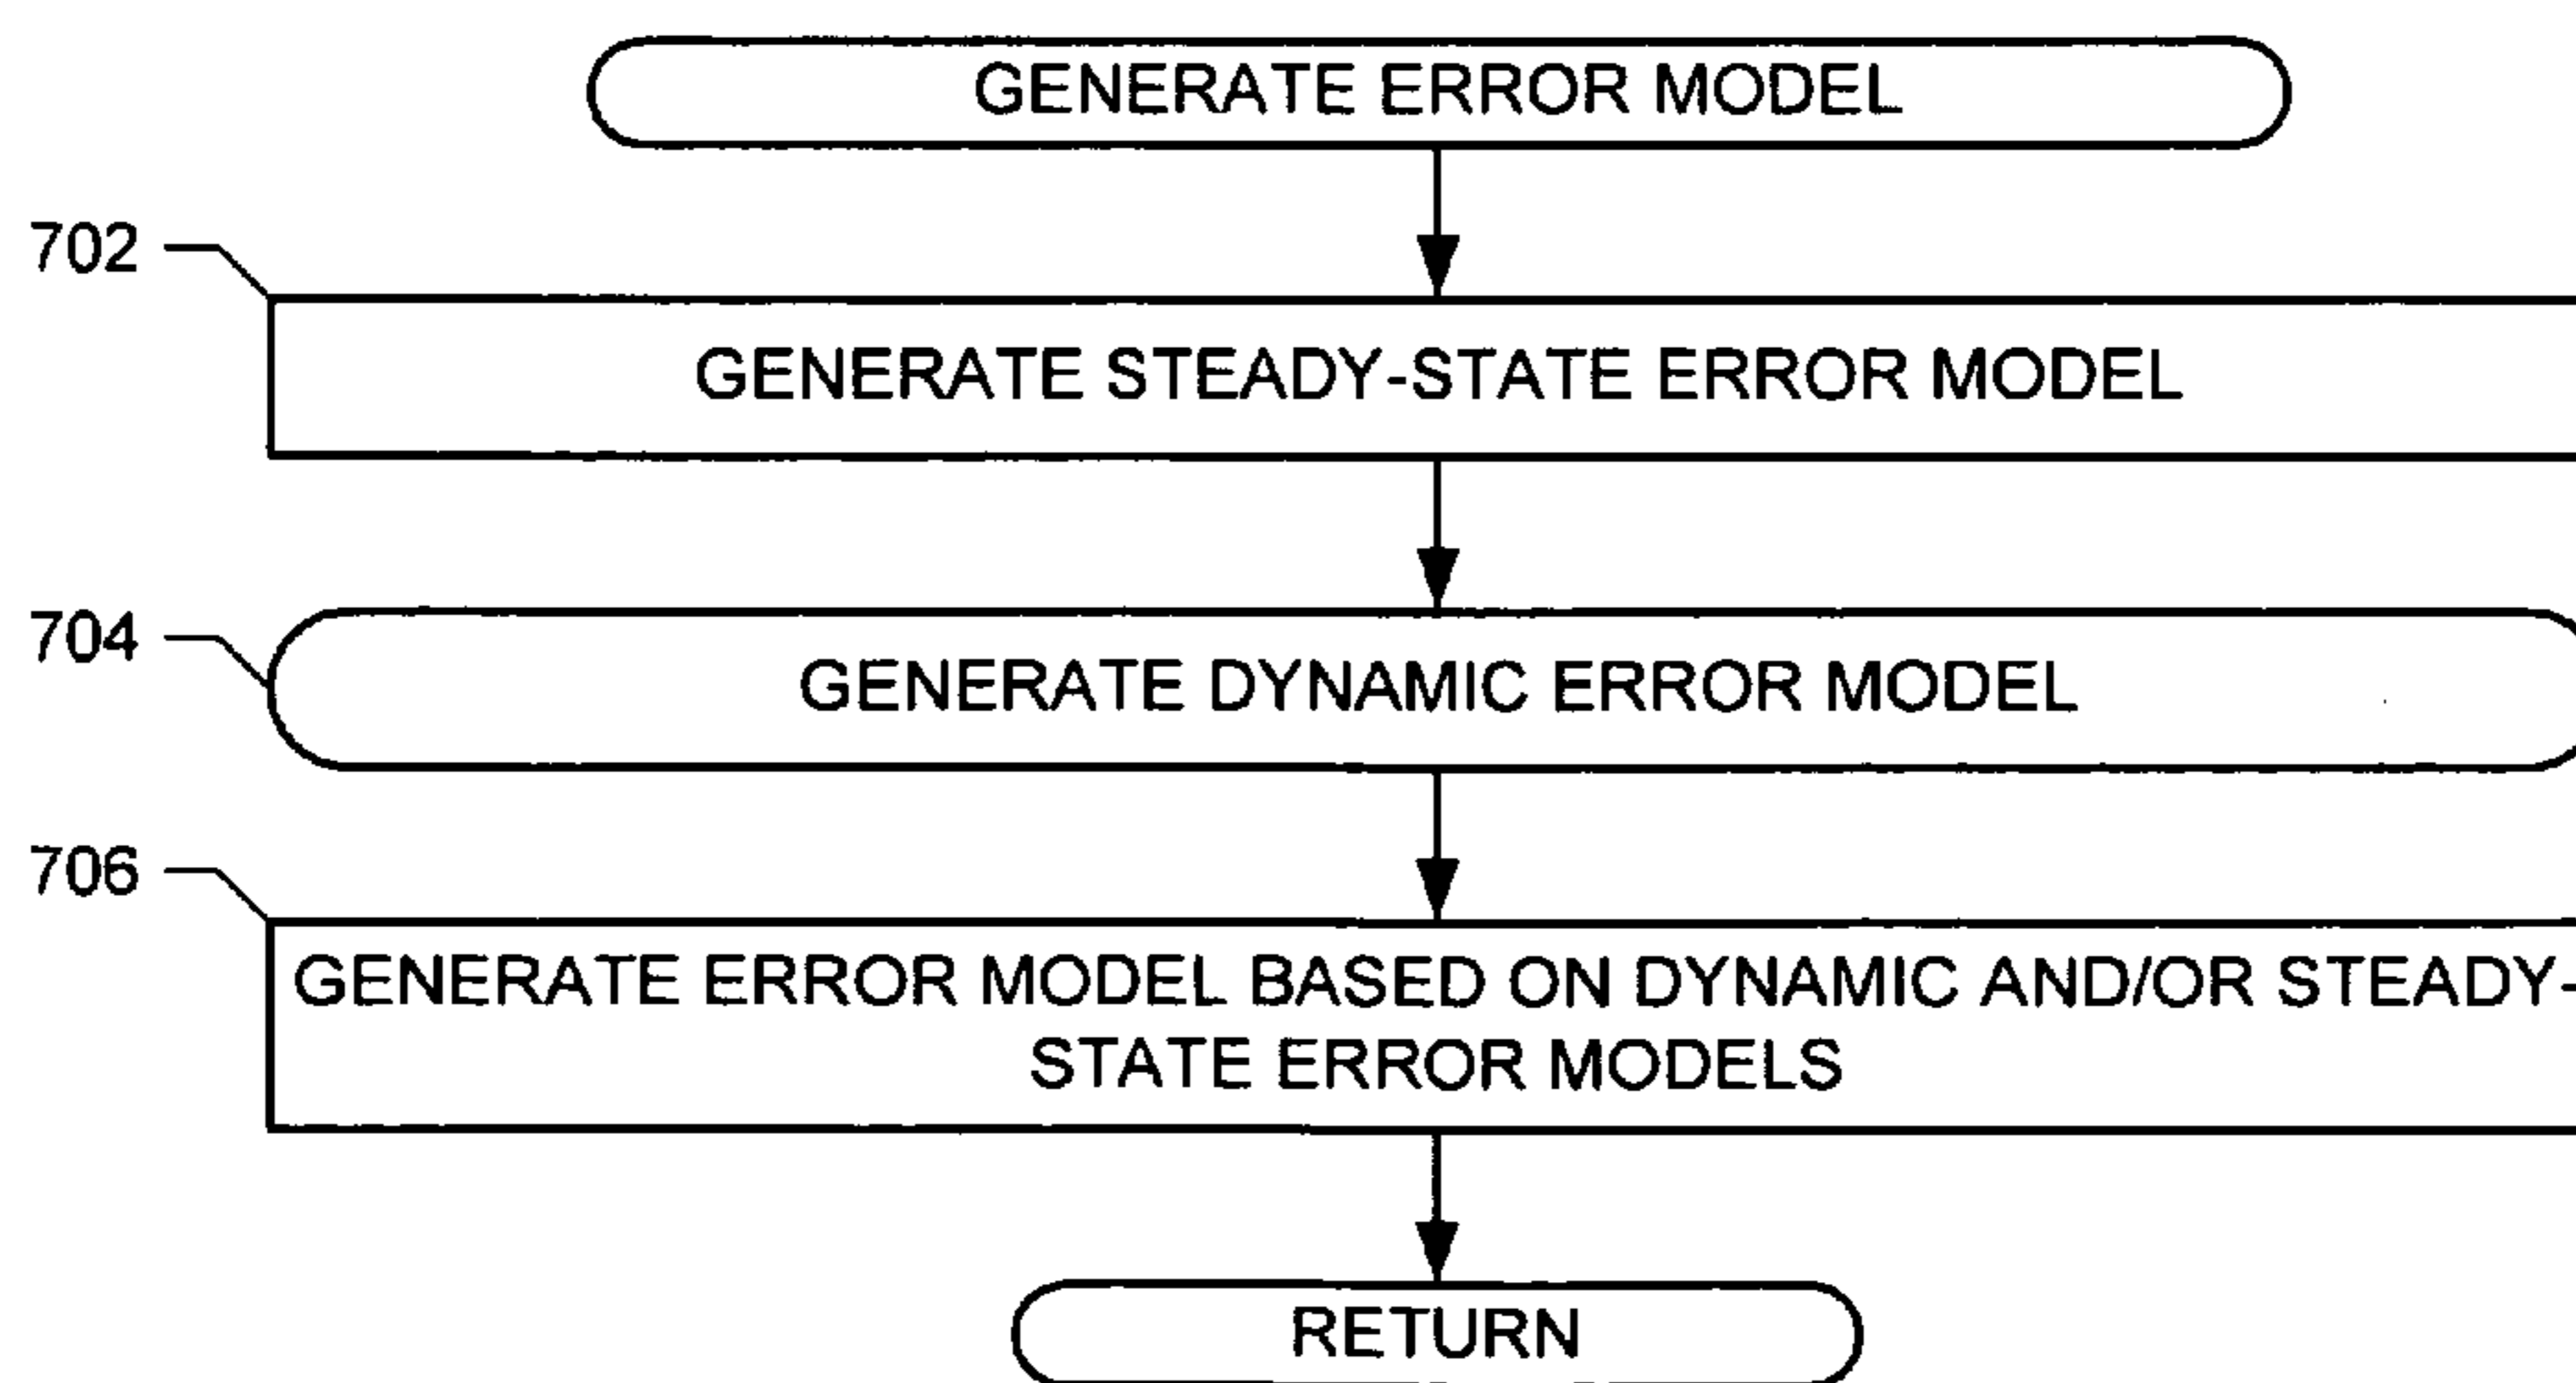 GENERATE ERROR MODEL
702
GENERATE STEADY-STATE ERROR MODEL
704
GENERATE DYNAMIC ERROR MODEL
706
GENERATE ERROR MODEL BASED ON DYNAMIC AND/OR STEADY-
STATE ERROR MODELS
RETURN